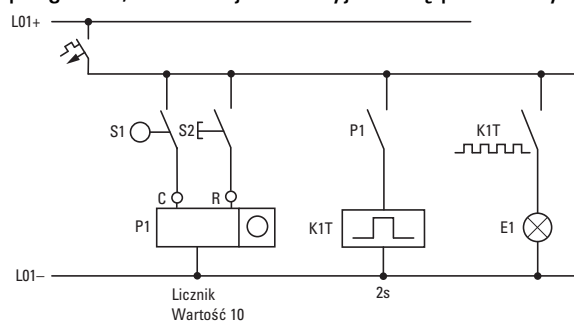 L01+
S1
S2
P1
K1T
C
R
P1
K1T
E1
L01–
Licznik
Wartość 10
2s